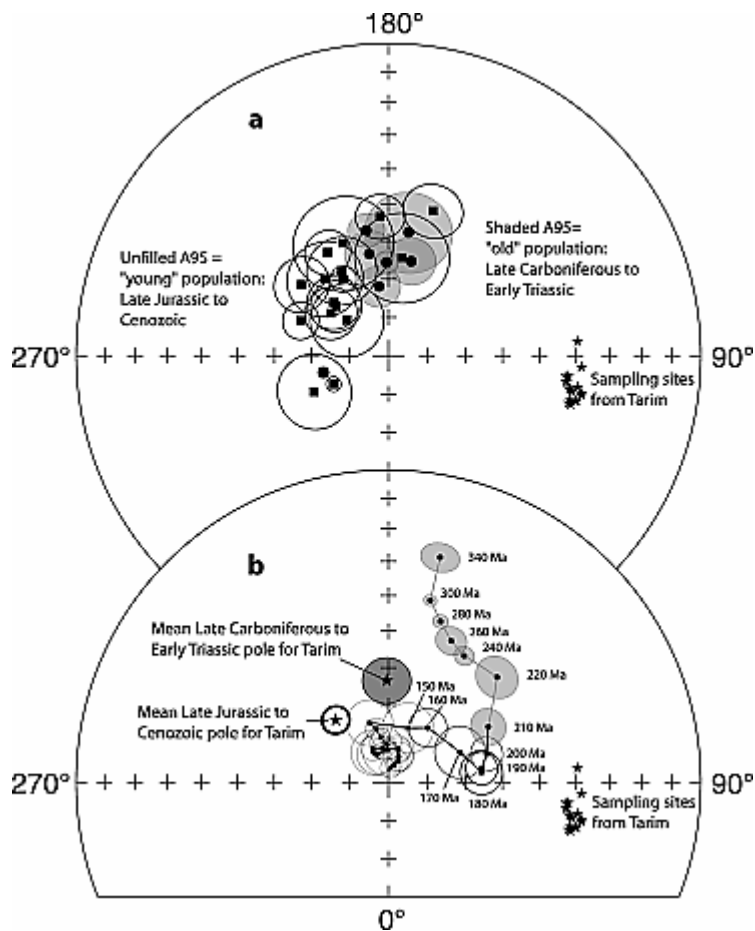 180°
a
Unfilled A95 =
"young" population:
Late Jurassic to
Cenozoic
Shaded A95=
"old" population:
Late Carboniferous to
Early Triassic
270°
90°
Sampling sites
from Tarim
b
340 Ma
300 Ma
280 Ma
260 Ma
240 Ma
Mean Late Carboniferous to
Early Triassic pole for Tarim
220 Ma
150 Ma
160 Ma
Mean Late Jurassic to
Cenozoic pole for Tarim
210 Ma
200 Ma
190 Ma
170 Ma
180 Ma
270°
90°
Sampling sites
from Tarim
0°